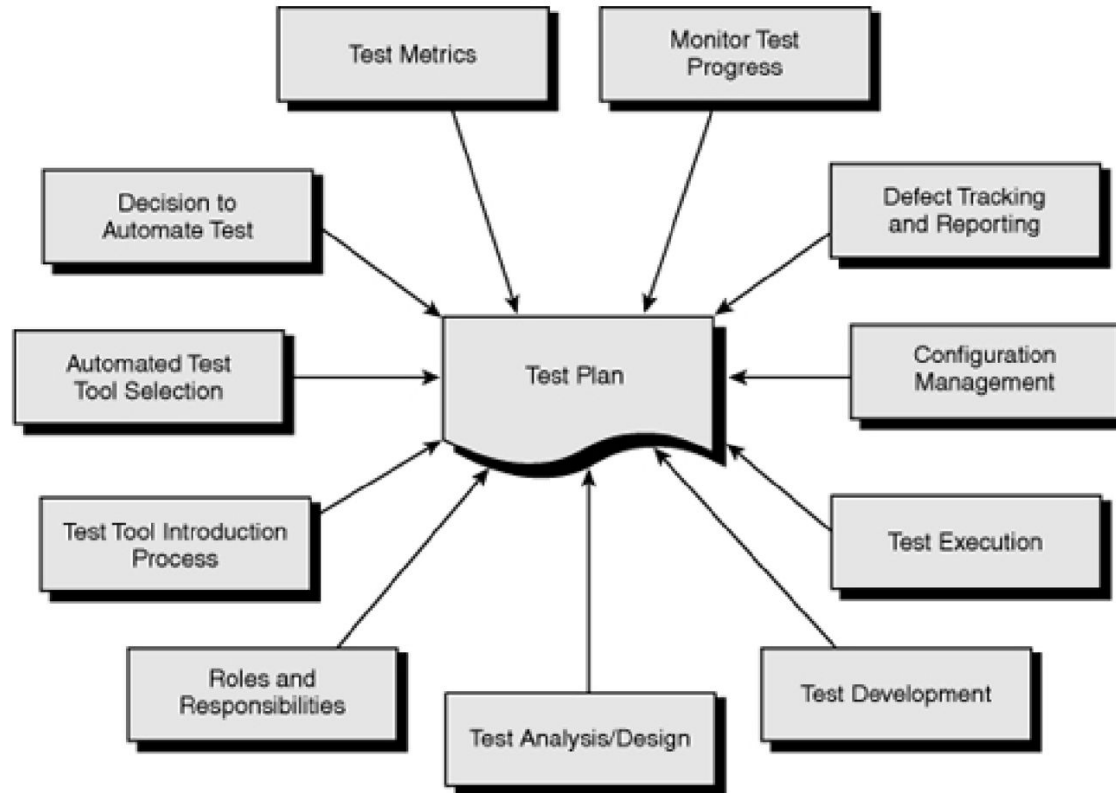 Test Metrics
Monitor Test
Progress
Decision to
Automate Test
Defect Tracking
and Reporting
Automated Test
Tool Selection
Test Plan
Configuration
Management
Test Tool Introduction
Process
Test Execution
Roles and
Responsibilities
Test Analysis/Design
Test Development